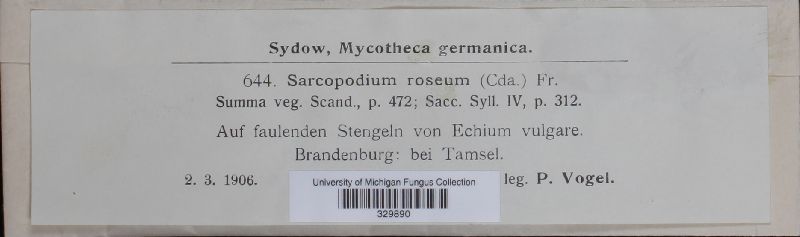 Sydow, Mycotheca germanica.
644. Sarcopodium roseum (Cda.) Fr.
Summa veg. Scand., p. 472; Sacc. Syll. IV, p. 312.
Auf faulenden Stengeln von Echium vulgare.
Brandenburg: bei Tamsel.
2. 3. 1906. leg. P. Vogel.
University of Michigan Fungus Collection
329890